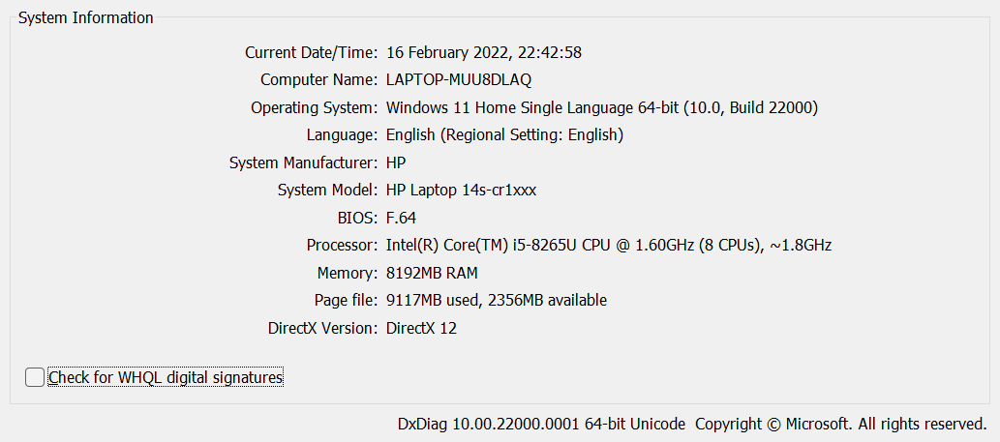 System Information
Current Date/Time: 16 February 2022, 22:42:58
Computer Name: LAPTOP-MUU8DLAQ
Operating System: Windows 11 Home Single Language 64-bit (10.0, Build 22000)
Language: English (Regional Setting: English)
System Manufacturer: HP
System Model: HP Laptop 14s-cr1xxx
BIOS: F.64
Processor: Intel(R) Core(TM) i5-8265U CPU @ 1.60GHz (8 CPUs), ~1.8GHz
Memory: 8192MB RAM
Page file: 9117MB used, 2356MB available
DirectX Version: DirectX 12
Check for WHQL digital signatures
DxDiag 10.00.22000.0001 64-bit Unicode Copyright © Microsoft. All rights reserved.